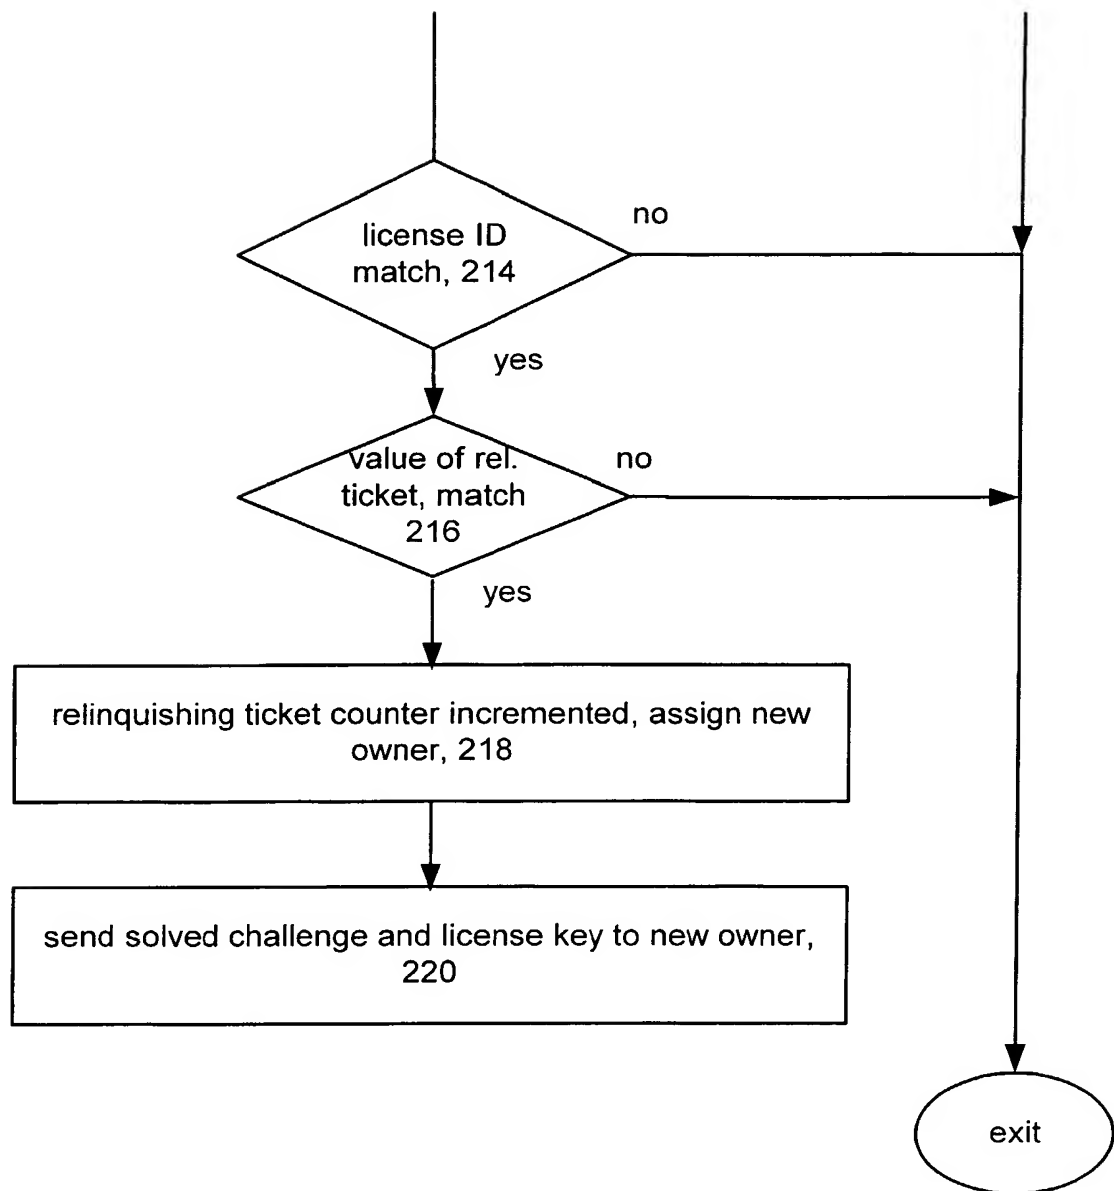 no
license ID
match, 214
yes
value of rel.
no
ticket, match
216
yes
relinquishing ticket counter incremented, assign new
owner, 218
send solved challenge and license key to new owner,
220
exit